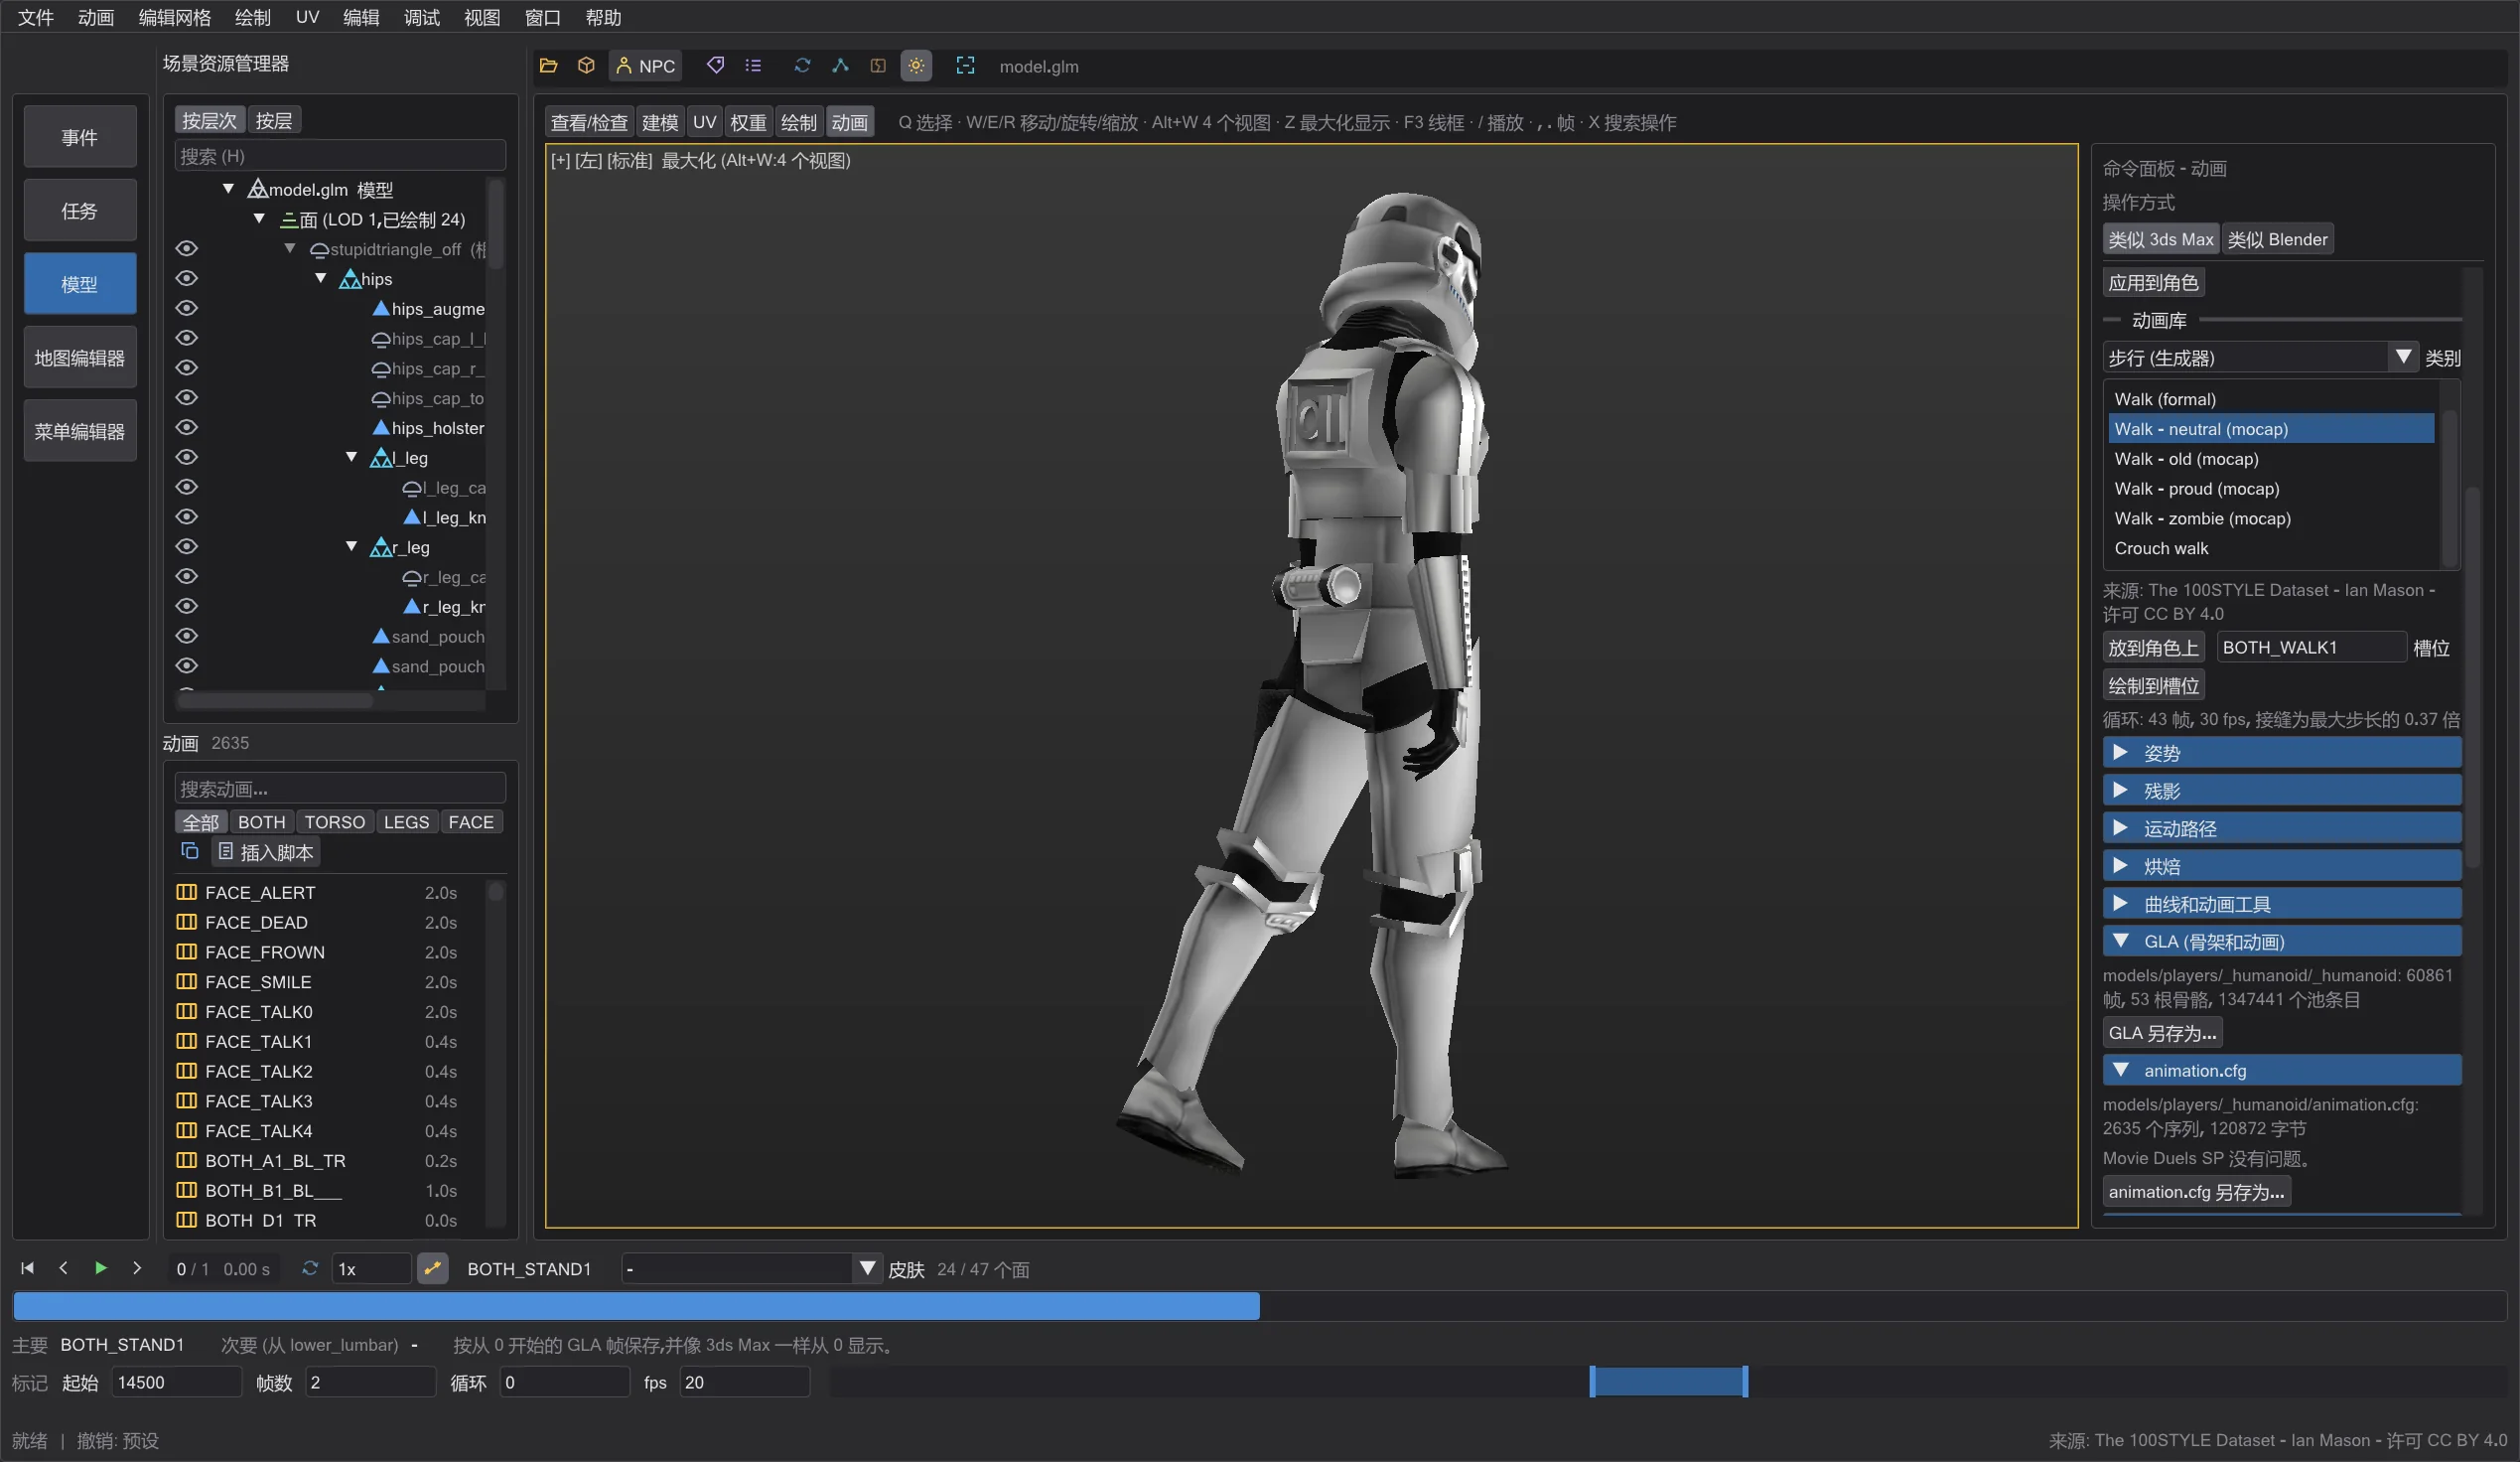 文件 动画 编辑网格 绘制 UV 编辑 调试 视图 窗口 帮助
场景资源管理器
NPC model.glm
事件
任务
模型
地图编辑器
菜单编辑器
按层次 按层
搜索 (H)
model.glm 模型
面 (LOD 1,已绘制 24)
stupidtriangle_off
hips
hips_augme
hips_cap_l_
hips_cap_r_
hips_cap_to
hips_holster
l_leg
l_leg_ca
l_leg_kn
r_leg
r_leg_ca
r_leg_kn
sand_pouch
sand_pouch
动画 2635
搜索动画...
全部 BOTH TORSO LEGS FACE
插入脚本
FACE_ALERT 2.0s
FACE_DEAD 2.0s
FACE_FROWN 2.0s
FACE_SMILE 2.0s
FACE_TALK0 2.0s
FACE_TALK1 0.4s
FACE_TALK2 0.4s
FACE_TALK3 0.4s
FACE_TALK4 0.4s
BOTH_A1_BL_TR 0.2s
BOTH_B1_BL___ 1.0s
BOTH_D1_TR 0.0s
查看/检查 建模 UV 权重 绘制 动画 Q 选择 · W/E/R 移动/旋转/缩放 · Alt+W 4 个视图 · Z 最大化显示 · F3 线框 · / 播放 · , . 帧 · X 搜索操作
[+] [左] [标准] 最大化 (Alt+W:4 个视图)
命令面板 - 动画
操作方式
类似 3ds Max 类似 Blender
应用到角色
动画库
步行 (生成器) 类别
Walk (formal)
Walk - neutral (mocap)
Walk - old (mocap)
Walk - proud (mocap)
Walk - zombie (mocap)
Crouch walk
来源: The 100STYLE Dataset - Ian Mason -
许可 CC BY 4.0
放到角色上 BOTH_WALK1 槽位
绘制到槽位
循环: 43 帧, 30 fps, 接缝为最大步长的 0.37 倍
姿势
残影
运动路径
烘焙
曲线和动画工具
GLA (骨架和动画)
models/players/_humanoid/_humanoid: 60861
帧, 53 根骨骼, 1347441 个池条目
GLA 另存为...
animation.cfg
models/players/_humanoid/animation.cfg:
2635 个序列, 120872 字节
Movie Duels SP 没有问题。
animation.cfg 另存为...
0 / 1 0.00 s 1x BOTH_STAND1 - 皮肤 24 / 47 个面
主要 BOTH_STAND1 次要 (从 lower_lumbar) - 按从 0 开始的 GLA 帧保存,并像 3ds Max 一样从 0 显示。
标记 起始 14500 帧数 2 循环 0 fps 20
就绪 | 撤销: 预设
来源: The 100STYLE Dataset - Ian Mason - 许可 CC BY 4.0